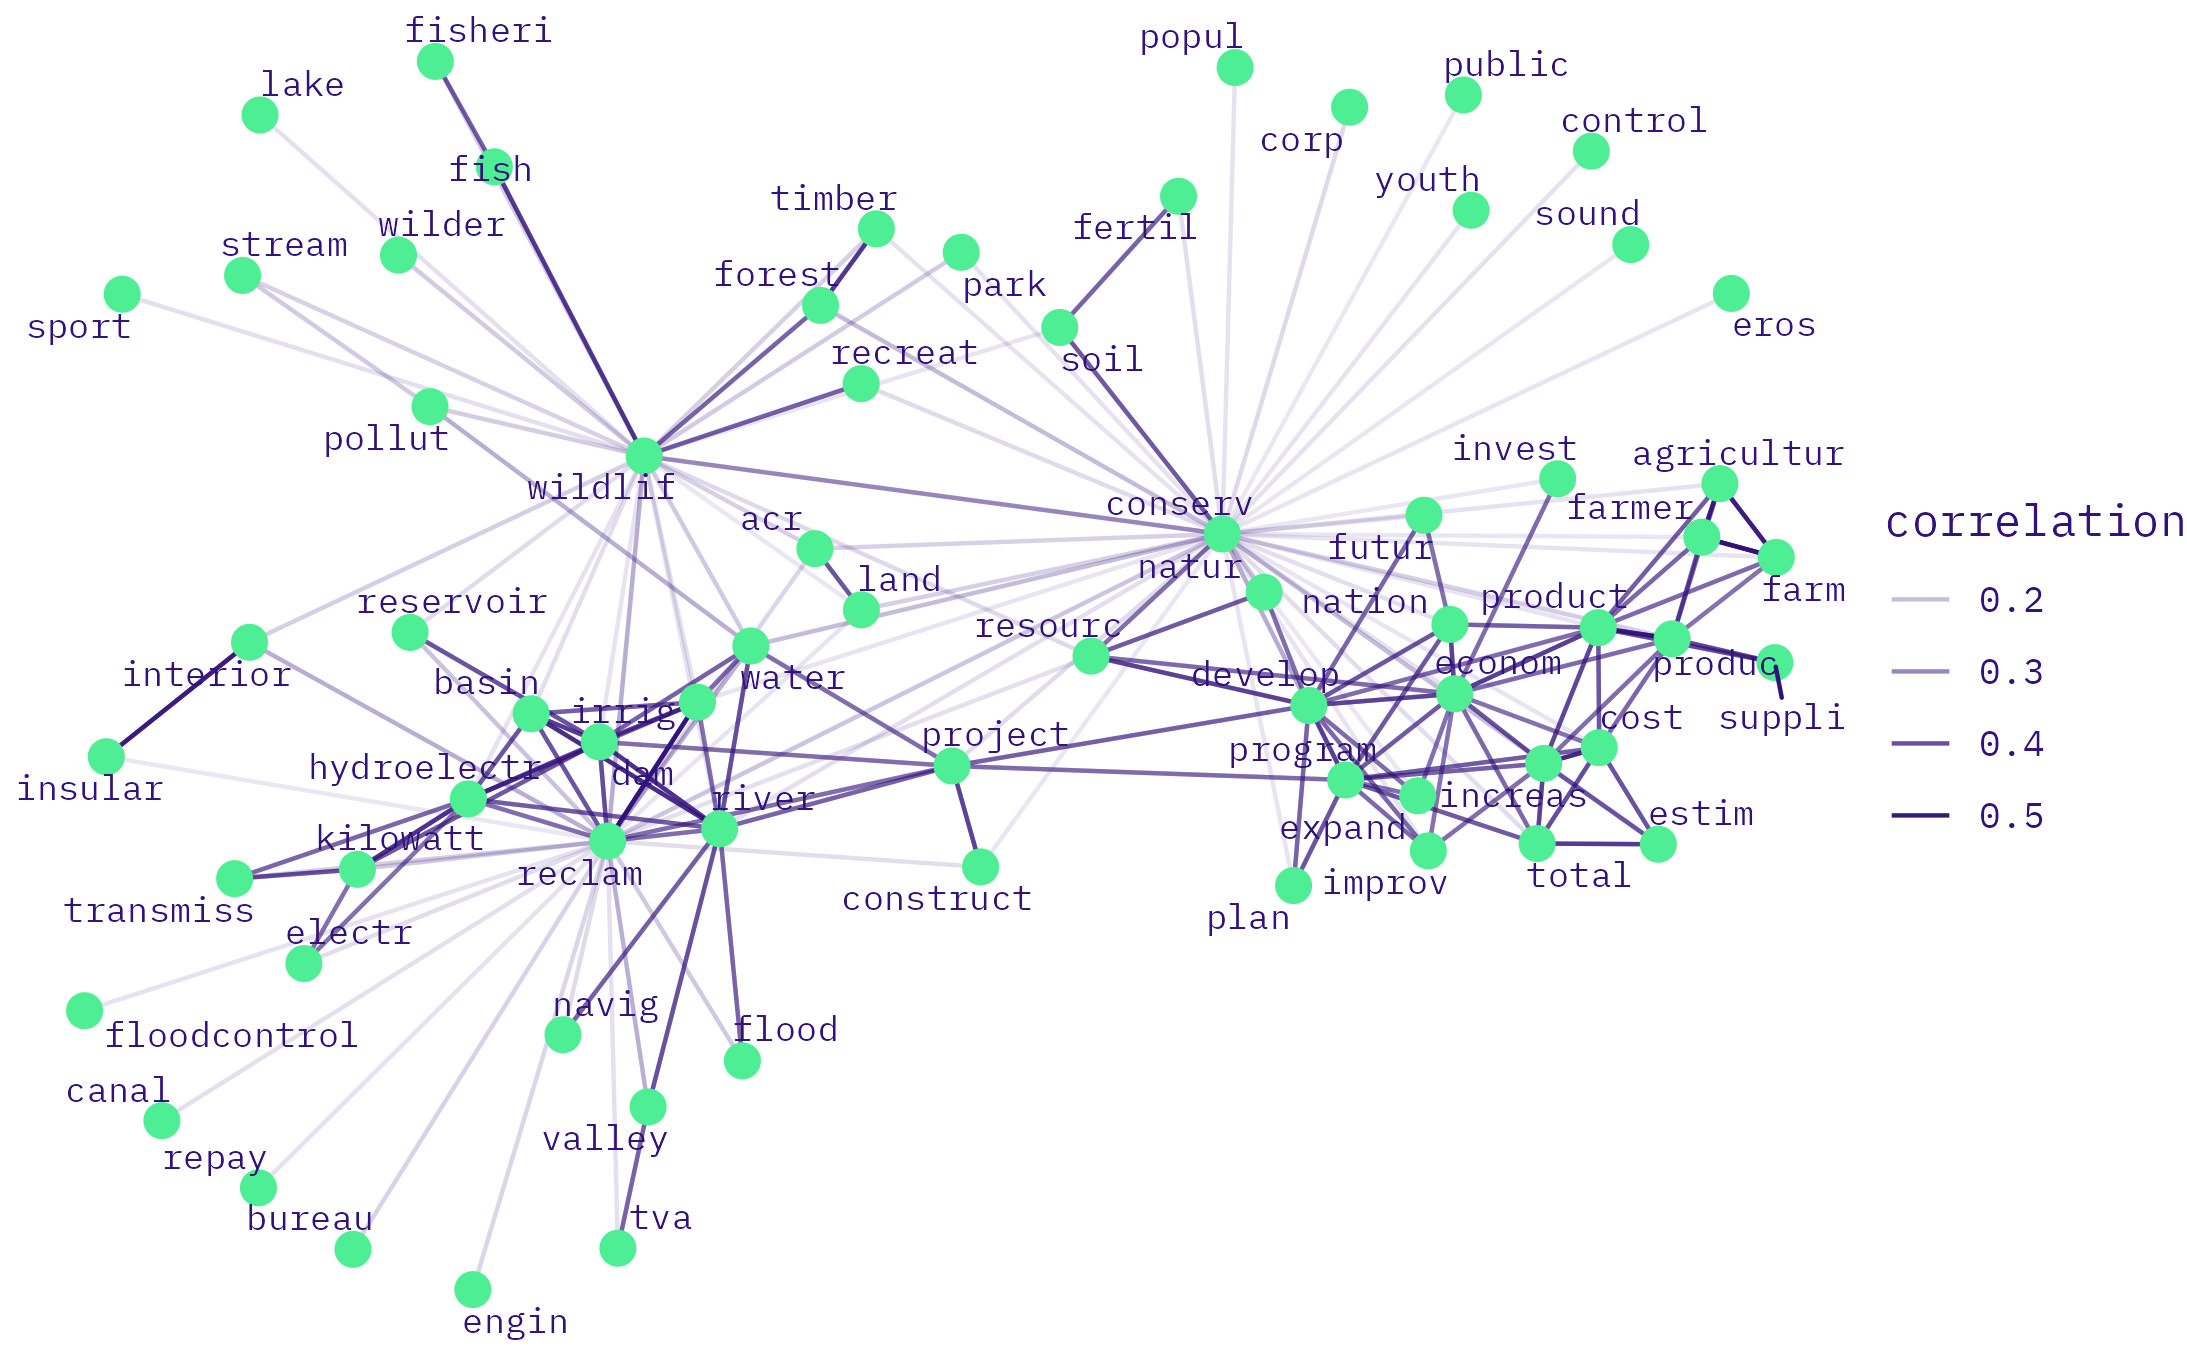 fisheri
popul
public
lake
control
corp
fish
youth
timber
sound
wilder
fertil
stream
forest
park
eros
sport
recreat
soil
pollut
invest
agricultur
wildlif
conserv
farmer
acr
correlation
futur
natur
land
farm
product
0.2
reservoir
nation
resourc
interior
produc
econom
0.3
develop
water
basin
irrig
cost
suppli
project
program
0.4
hydroelectr
dam
insular
river
increas
estim
0.5
kilowatt
expand
reclam
total
improv
construct
transmiss
plan
electr
navig
flood
floodcontrol
canal
valley
repay
bureau
tva
engin